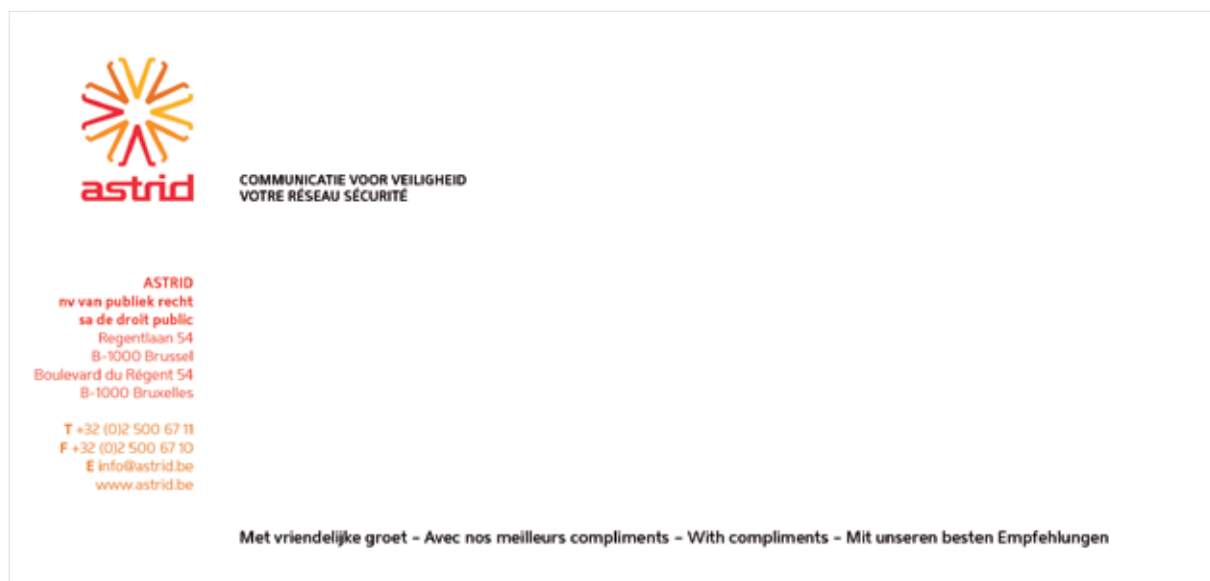 astrid
COMMUNICATIE VOOR VEILIGHEID
VOTRE RÉSEAU SÉCURITÉ
ASTRID
nv van publiek recht
sa de droit public
Regentlaan 54
B-1000 Brussel
Boulevard du Régent 54
B-1000 Bruxelles
T +32 (0)2 500 67 11
F +32 (0)2 500 67 10
E info@astrid.be
www.astrid.be
Met vriendelijke groet – Avec nos meilleurs compliments – With compliments – Mit unseren besten Empfehlungen